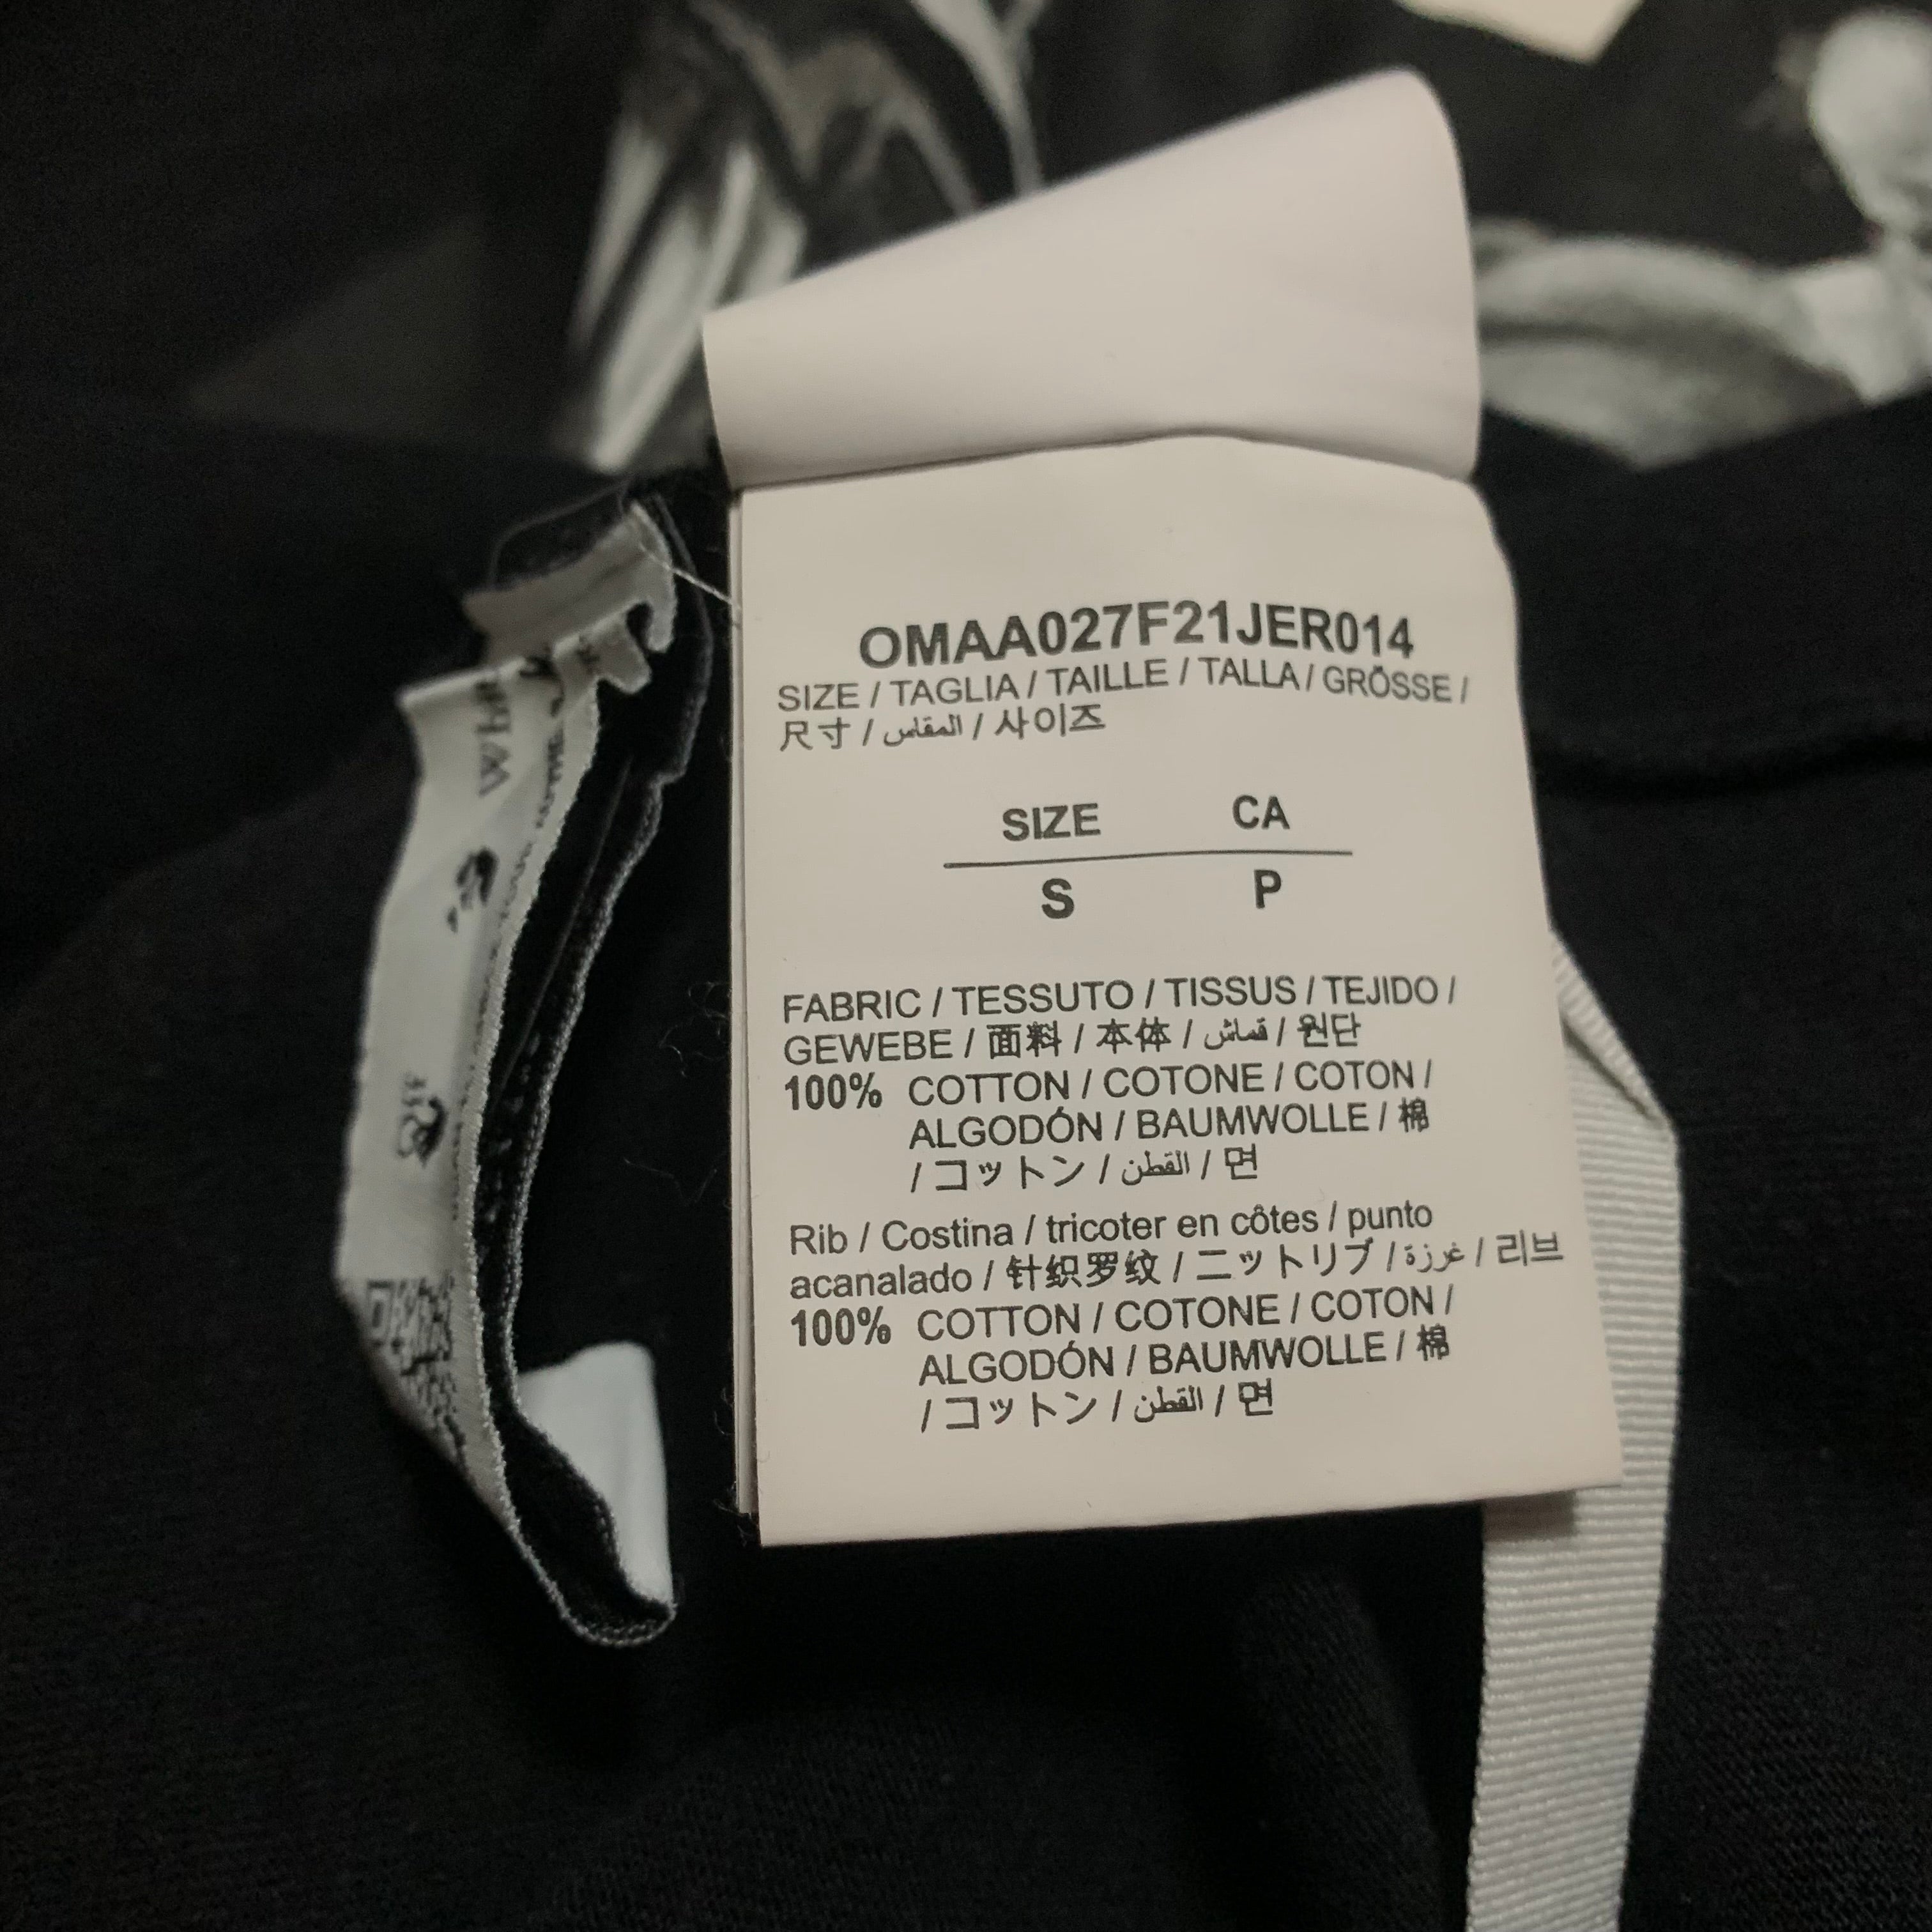 OMAA027F21JER014
SIZE / TAGLIA / TAILLE / TALLA / GRÖSSE /
尺寸 / المقاس / 사이즈
SIZE CA
S P
FABRIC / TESSUTO / TISSUS / TEJIDO /
GEWEBE / 面料 / 本体 / قماش / 원단
100% COTTON / COTONE / COTON /
ALGODÓN / BAUMWOLLE / 棉
/ コットン / القطن / 면
Rib / Costina / tricoter en côtes / punto
acanalado / 针织罗纹 / ニットリブ / غرزة / 리브
100% COTTON / COTONE / COTON /
ALGODÓN / BAUMWOLLE / 棉
/ コットン / القطن / 면